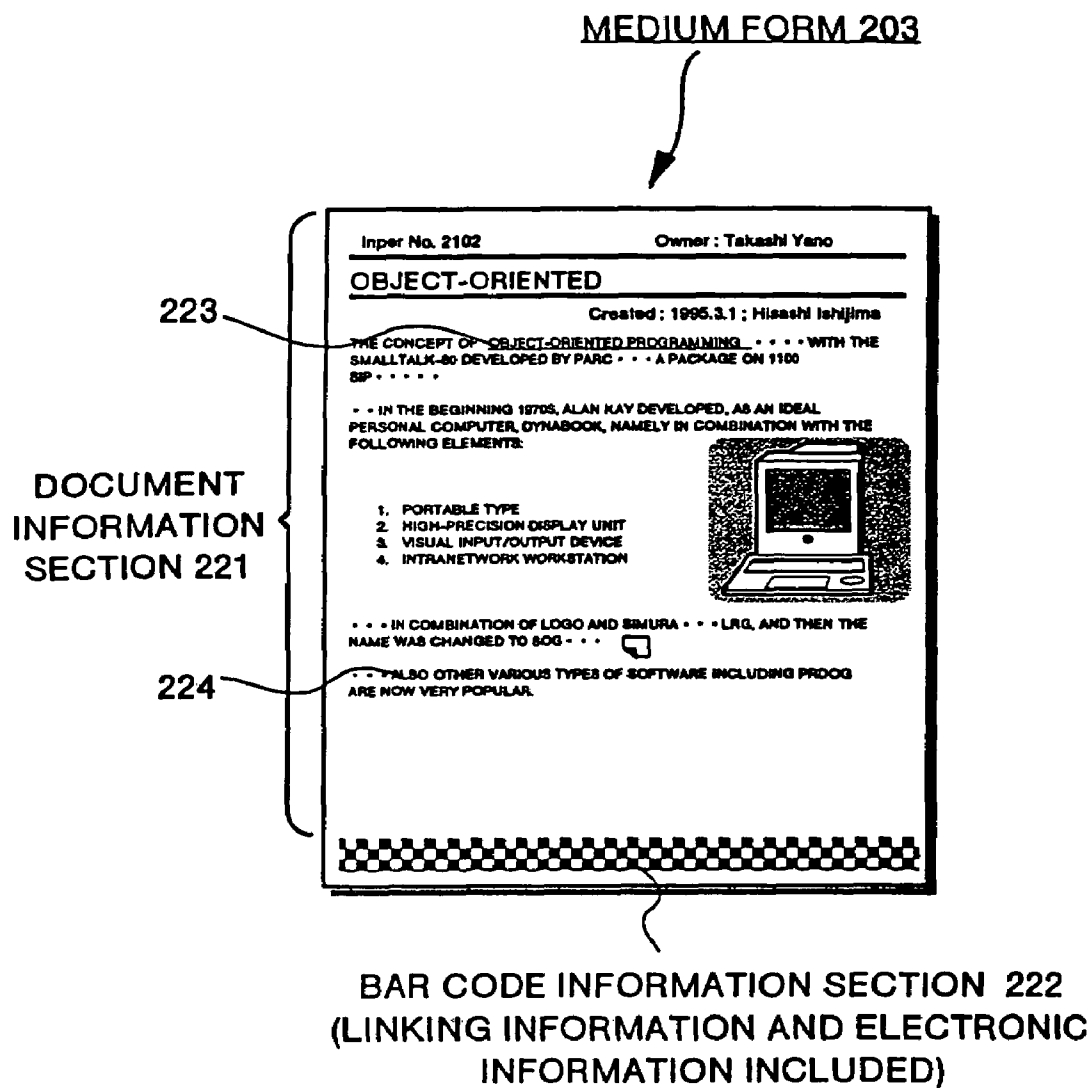 MEDIUM FORM 203
Inper No. 2102 Owner : Takashi Yano
OBJECT-ORIENTED
Created : 1995.3.1 ; Hisashi Ishijima
223
THE CONCEPT OF OBJECT-ORIENTED PROGRAMMING · · · · WITH THE
SMALLTALK-80 DEVELOPED BY PARC · · · A PACKAGE ON 1100
SIP · · · · ·
· · IN THE BEGINNING 1970S, ALAN KAY DEVELOPED, AS AN IDEAL
PERSONAL COMPUTER, DYNABOOK, NAMELY IN COMBINATION WITH THE
FOLLOWING ELEMENTS:
DOCUMENT
INFORMATION
SECTION 221
1. PORTABLE TYPE
2. HIGH-PRECISION DISPLAY UNIT
3. VISUAL INPUT/OUTPUT DEVICE
4. INTRANETWORK WORKSTATION
· · · IN COMBINATION OF LOGO AND SIMURA · · · LRG, AND THEN THE
NAME WAS CHANGED TO SOG · · ·
224
· · · ALSO OTHER VARIOUS TYPES OF SOFTWARE INCLUDING PRDOG
ARE NOW VERY POPULAR.
BAR CODE INFORMATION SECTION 222
(LINKING INFORMATION AND ELECTRONIC
INFORMATION INCLUDED)